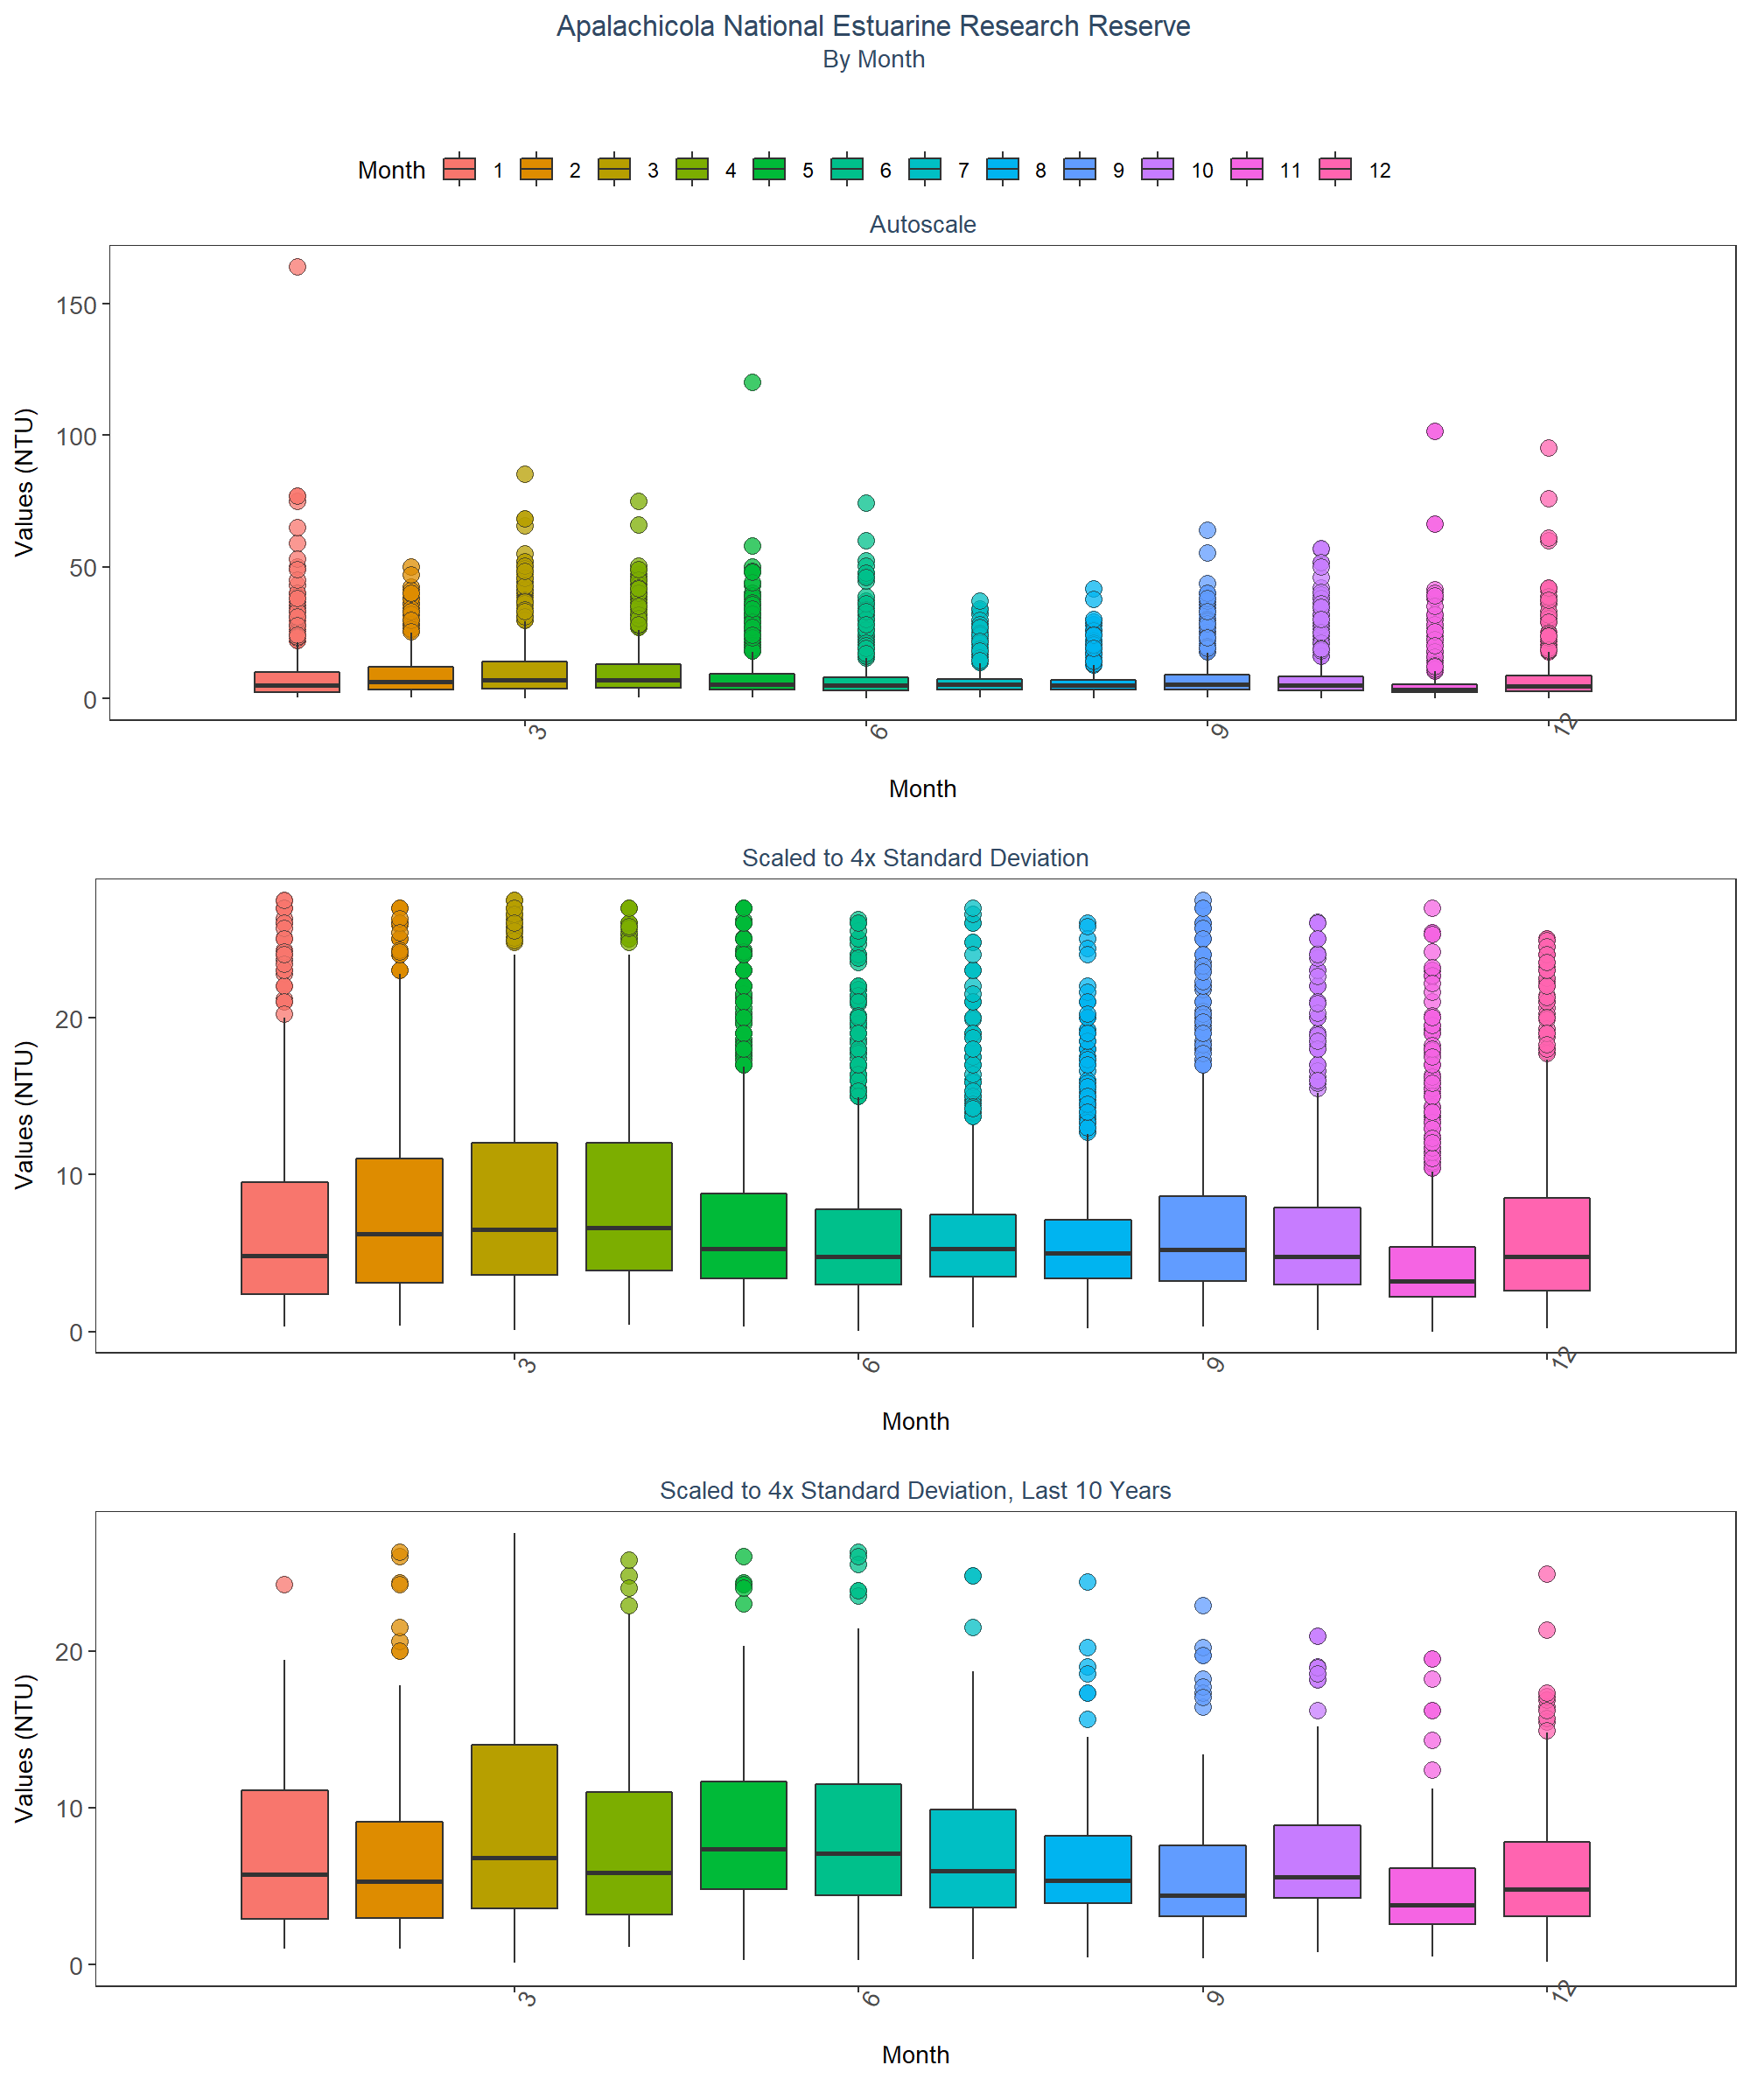 Apalachicola National Estuarine Research Reserve
By Month
Month 1 2 3 4 5 6 7 8 9 10 11 12
Autoscale
Values (NTU)
150
100
50
0
3 6 9 12
Month
Scaled to 4x Standard Deviation
Values (NTU)
20
10
0
3 6 9 12
Month
Scaled to 4x Standard Deviation, Last 10 Years
Values (NTU)
20
10
0
3 6 9 12
Month